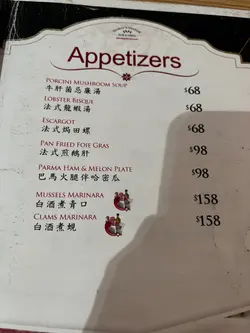 Appetizers
PORCINI MUSHROOM SOUP
牛肝菌忌廉湯 $68
LOBSTER BISQUE
法式龍蝦湯 $68
ESCARGOT
法式焗田螺 $68
PAN FRIED FOIE GRAS
法式煎鵝肝 $98
PARMA HAM & MELON PLATE
巴馬火腿伴哈密瓜 $98
MUSSELS MARINARA
白酒煮青口 $158
CLAMS MARINARA
白酒煮蜆 $158